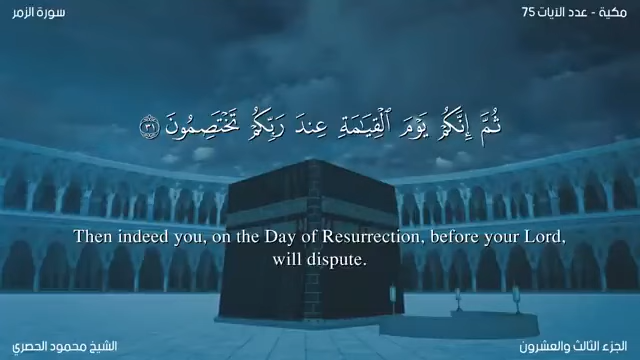 سورة الزمر
مكية - عدد الآيات 75
ثُمَّ إِنَّكُمْ يَوْمَ ٱلْقِيَـٰمَةِ عِندَ رَبِّكُمْ تَخْتَصِمُونَ ٣١
Then indeed you, on the Day of Resurrection, before your Lord,
will dispute.
الشيخ محمود الحصري
الجزء الثالث والعشرون